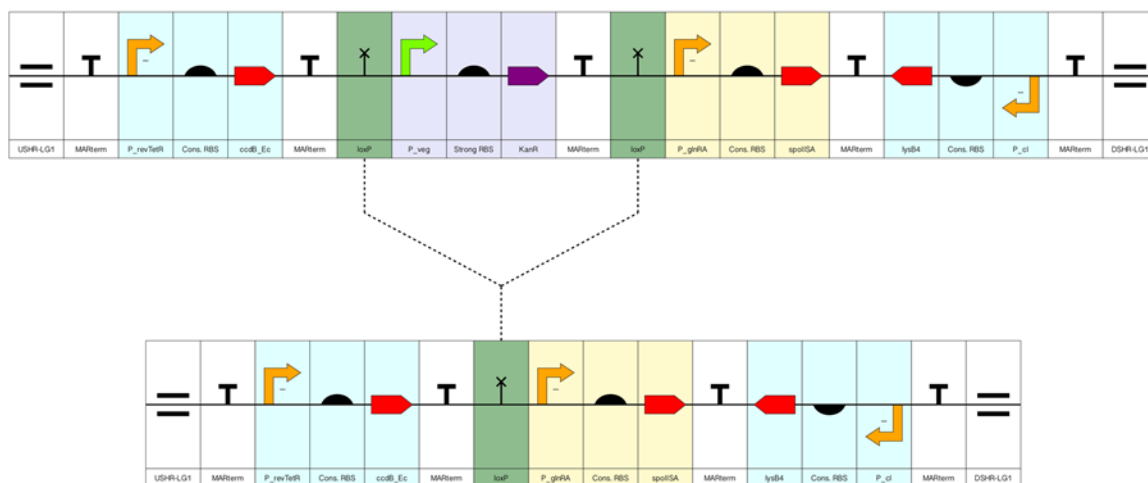 USHR-LG1 MARterm P_revTetR Cons. RBS ccdB_Ec MARterm loxP P_veg Strong RBS KanR MARterm loxP P_glnRA Cons. RBS spoIISA MARterm lysB4 Cons. RBS P_cI MARterm DSHR-LG1
USHR-LG1 MARterm P_revTetR Cons. RBS ccdB_Ec MARterm loxP P_glnRA Cons. RBS spoIISA MARterm lysB4 Cons. RBS P_cI MARterm DSHR-LG1